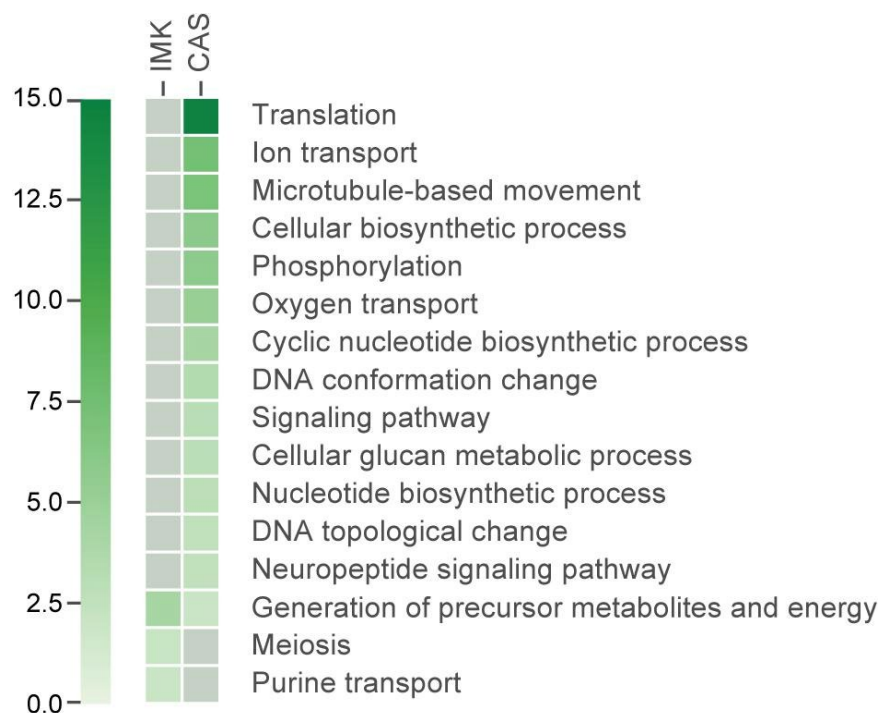 – IMK
– CAS
15.0
12.5
10.0
7.5
5.0
2.5
0.0
Translation
Ion transport
Microtubule-based movement
Cellular biosynthetic process
Phosphorylation
Oxygen transport
Cyclic nucleotide biosynthetic process
DNA conformation change
Signaling pathway
Cellular glucan metabolic process
Nucleotide biosynthetic process
DNA topological change
Neuropeptide signaling pathway
Generation of precursor metabolites and energy
Meiosis
Purine transport